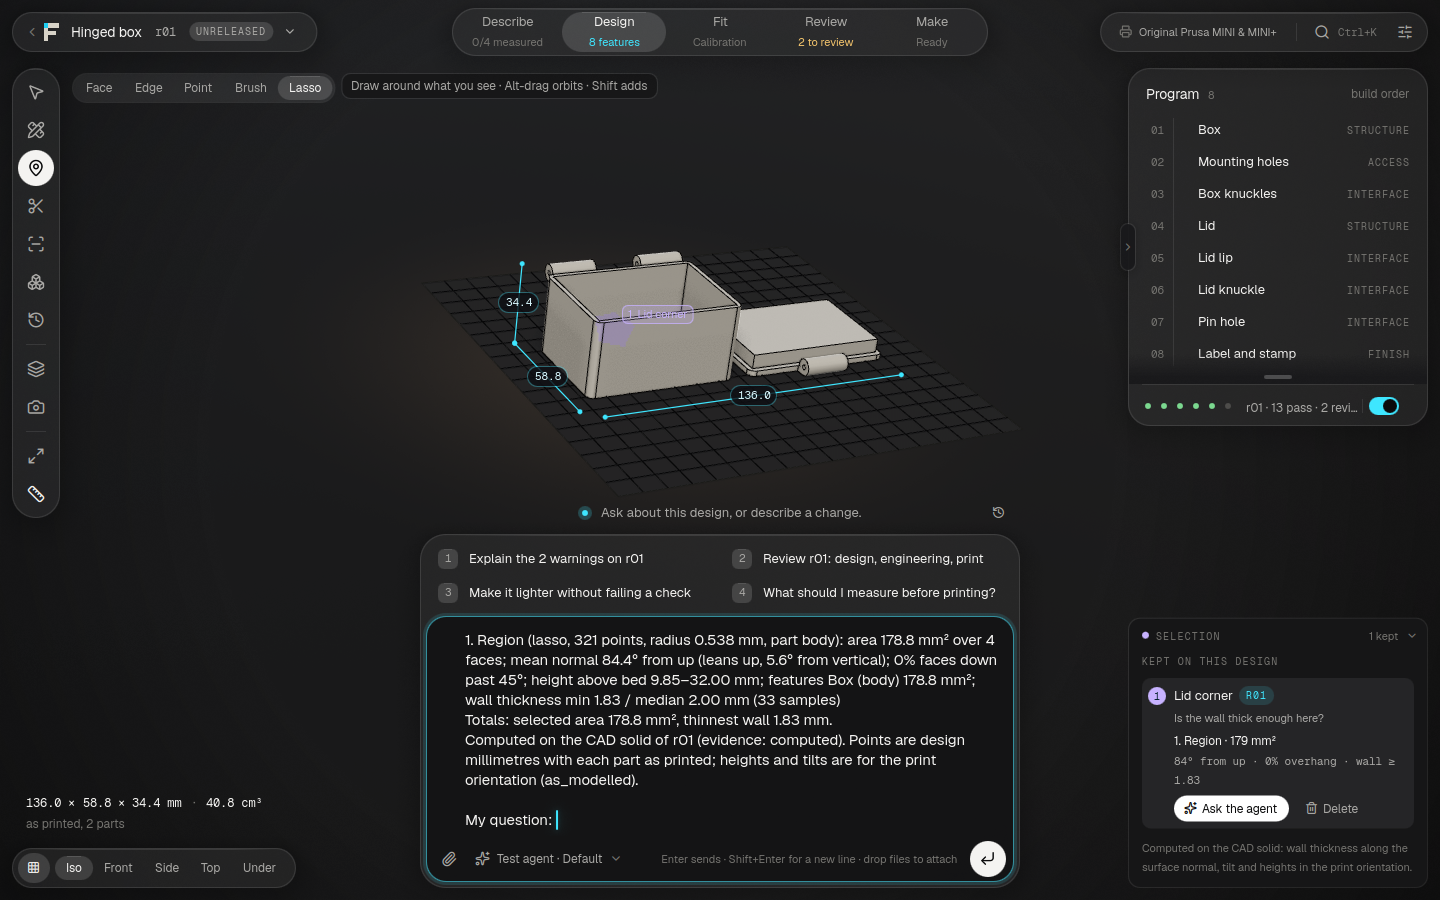 Hinged box r01 UNRELEASED
Describe
0/4 measured
Design
8 features
Fit
Calibration
Review
2 to review
Make
Ready
Original Prusa MINI & MINI+
Ctrl+K
Face Edge Point Brush Lasso
Draw around what you see · Alt-drag orbits · Shift adds
Program 8 build order
01 Box STRUCTURE
02 Mounting holes ACCESS
03 Box knuckles INTERFACE
04 Lid STRUCTURE
05 Lid lip INTERFACE
06 Lid knuckle INTERFACE
07 Pin hole INTERFACE
08 Label and stamp FINISH
r01 · 13 pass · 2 revi…
34.4
1 Lid corner
58.8
136.0
Ask about this design, or describe a change.
1 Explain the 2 warnings on r01
2 Review r01: design, engineering, print
3 Make it lighter without failing a check
4 What should I measure before printing?
1. Region (lasso, 321 points, radius 0.538 mm, part body): area 178.8 mm² over 4
faces; mean normal 84.4° from up (leans up, 5.6° from vertical); 0% faces down
past 45°; height above bed 9.85–32.00 mm; features Box (body) 178.8 mm²;
wall thickness min 1.83 / median 2.00 mm (33 samples)
Totals: selected area 178.8 mm², thinnest wall 1.83 mm.
Computed on the CAD solid of r01 (evidence: computed). Points are design
millimetres with each part as printed; heights and tilts are for the print
orientation (as_modelled).
My question:
Test agent · Default
Enter sends · Shift+Enter for a new line · drop files to attach
SELECTION 1 kept
KEPT ON THIS DESIGN
1 Lid corner R01
Is the wall thick enough here?
1. Region · 179 mm²
84° from up · 0% overhang · wall ≥
1.83
Ask the agent Delete
Computed on the CAD solid: wall thickness along the
surface normal, tilt and heights in the print orientation.
136.0 × 58.8 × 34.4 mm · 40.8 cm³
as printed, 2 parts
Iso Front Side Top Under